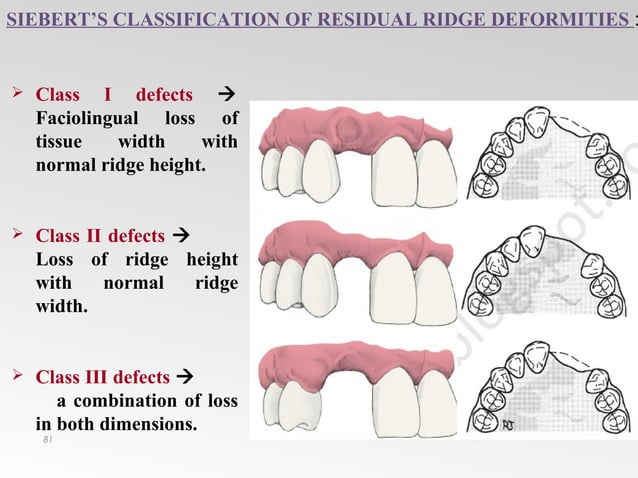 SIEBERT’S CLASSIFICATION OF RESIDUAL RIDGE DEFORMITIES :
➢ Class I defects →
Faciolingual loss of
tissue width with
normal ridge height.
➢ Class II defects →
Loss of ridge height
with normal ridge
width.
➢ Class III defects →
a combination of loss
in both dimensions.
81
RJ
blogspot.